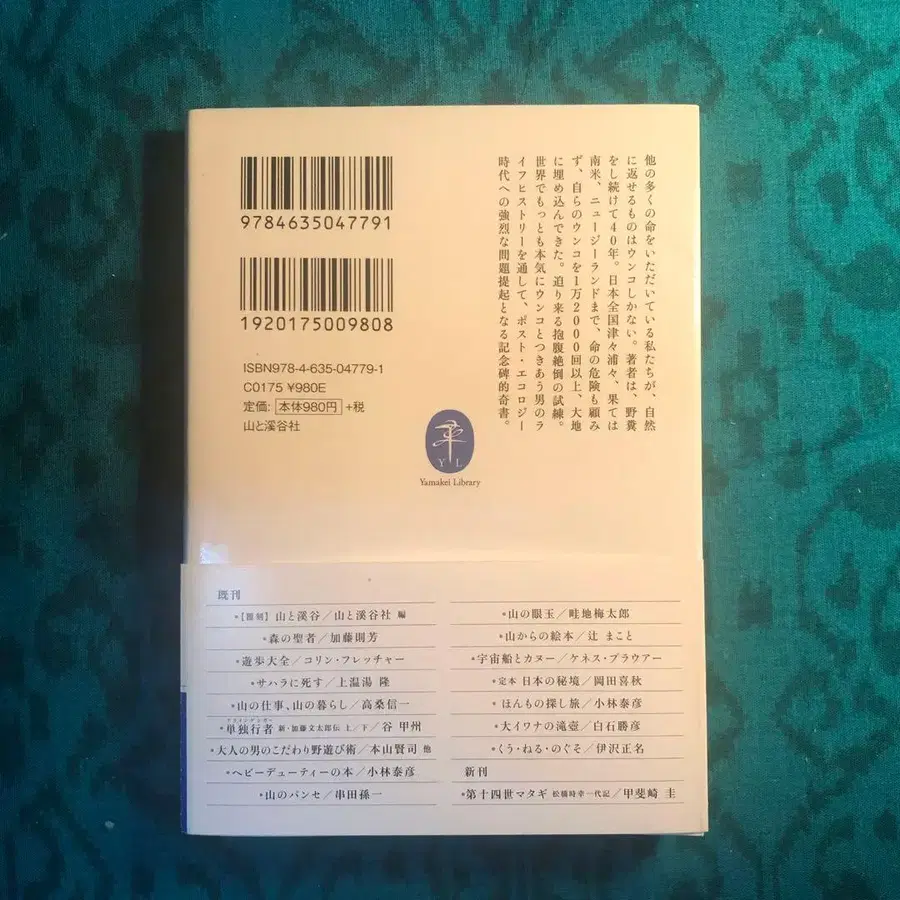 9784635047791
1920175009808
ISBN978-4-635-04779-1
C0175 ¥980E
定価: 本体980円 +税
山と溪谷社
他の多くの命をいただいている私たちが、自然
に返せるものはウンコしかない。著者は、野糞
をし続けて40年。日本全国津々浦々、果ては
南米、ニュージーランドまで、命の危険も顧み
ず、自らのウンコを1万2000回以上、大地
に埋め込んできた。迫り来る抱腹絶倒の試練。
世界でもっとも本気にウンコとつきあう男のラ
イフヒストリーを通して、ポスト・エコロジー
時代への強烈な問題提起となる記念碑的奇書。
Y L
Yamakei Library
既刊
*【覆刻】山と溪谷/山と溪谷社 編
*森の聖者/加藤則芳
*遊歩大全/コリン・フレッチャー
*サハラに死す/上温湯 隆
*山の仕事、山の暮らし/高桑信一
アラインゲンガー
*単独行者 新・加藤文太郎伝 上/下/谷 甲州
*大人の男のこだわり野遊び術/本山賢司 他
*ヘビーデューティーの本/小林泰彦
*山のパンセ/串田孫一
*山の眼玉/畦地梅太郎
*山からの絵本/辻 まこと
*宇宙船とカヌー/ケネス・ブラウアー
*定本 日本の秘境/岡田喜秋
*ほんもの探し旅/小林泰彦
*大イワナの滝壺/白石勝彦
*くう・ねる・のぐそ/伊沢正名
新刊
*第十四世マタギ 松橋時幸一代記/甲斐崎 圭